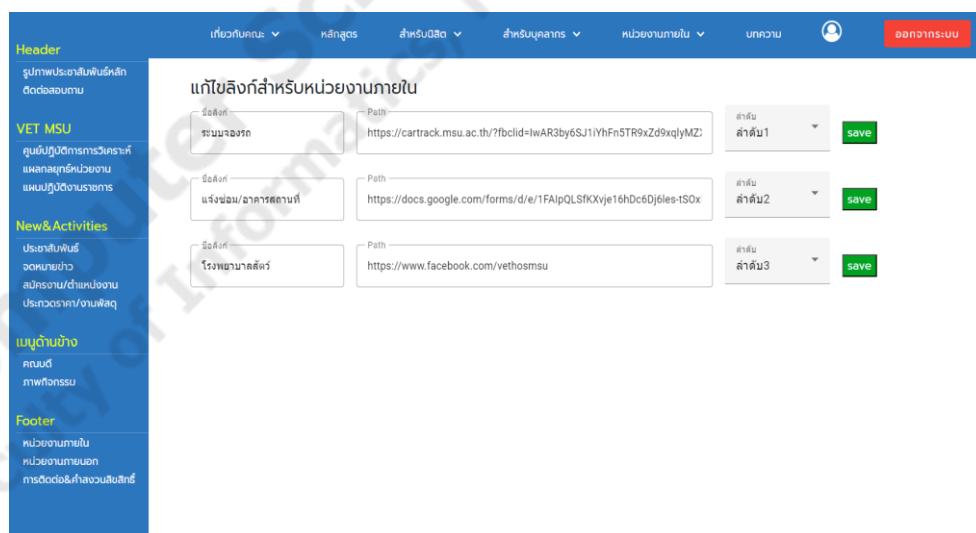 เกี่ยวกับคณะ หลักสูตร สำหรับนิสิต สำหรับบุคลากร หน่วยงานภายใน บทความ ออกจากระบบ
Header
รูปภาพประชาสัมพันธ์หลัก
ติดต่อสอบถาม
VET MSU
ศูนย์ปฏิบัติการการวิเคราะห์
แผลกลยุทธ์หน่วยงาน
แผนปฏิบัติงานราชการ
New&Activities
ประชาสัมพันธ์
จดหมายข่าว
สมัครงาน/ตำแหน่งงาน
ประกวดราคา/งานพัสดุ
เมนูด้านข้าง
คณบดี
ภาพกิจกรรม
Footer
หน่วยงานภายใน
หน่วยงานภายนอก
การติดต่อ&คำสงวนลิขสิทธิ์
แก้ไขลิงก์สำหรับหน่วยงานภายใน
ชื่อลิงก์ Path ลำดับ
ระบบจองรถ https://cartrack.msu.ac.th/?fbclid=IwAR3by6SJ1iYhFn5TR9xZd9xqlyMZ ลำดับ1 save
ชื่อลิงก์ Path ลำดับ
แจ้งซ่อม/อาคารสถานที่ https://docs.google.com/forms/d/e/1FAIpQLSfKXvje16hDc6Dj6les-tSOx ลำดับ2 save
ชื่อลิงก์ Path ลำดับ
โรงพยาบาลสัตว์ https://www.facebook.com/vethosmsu ลำดับ3 save